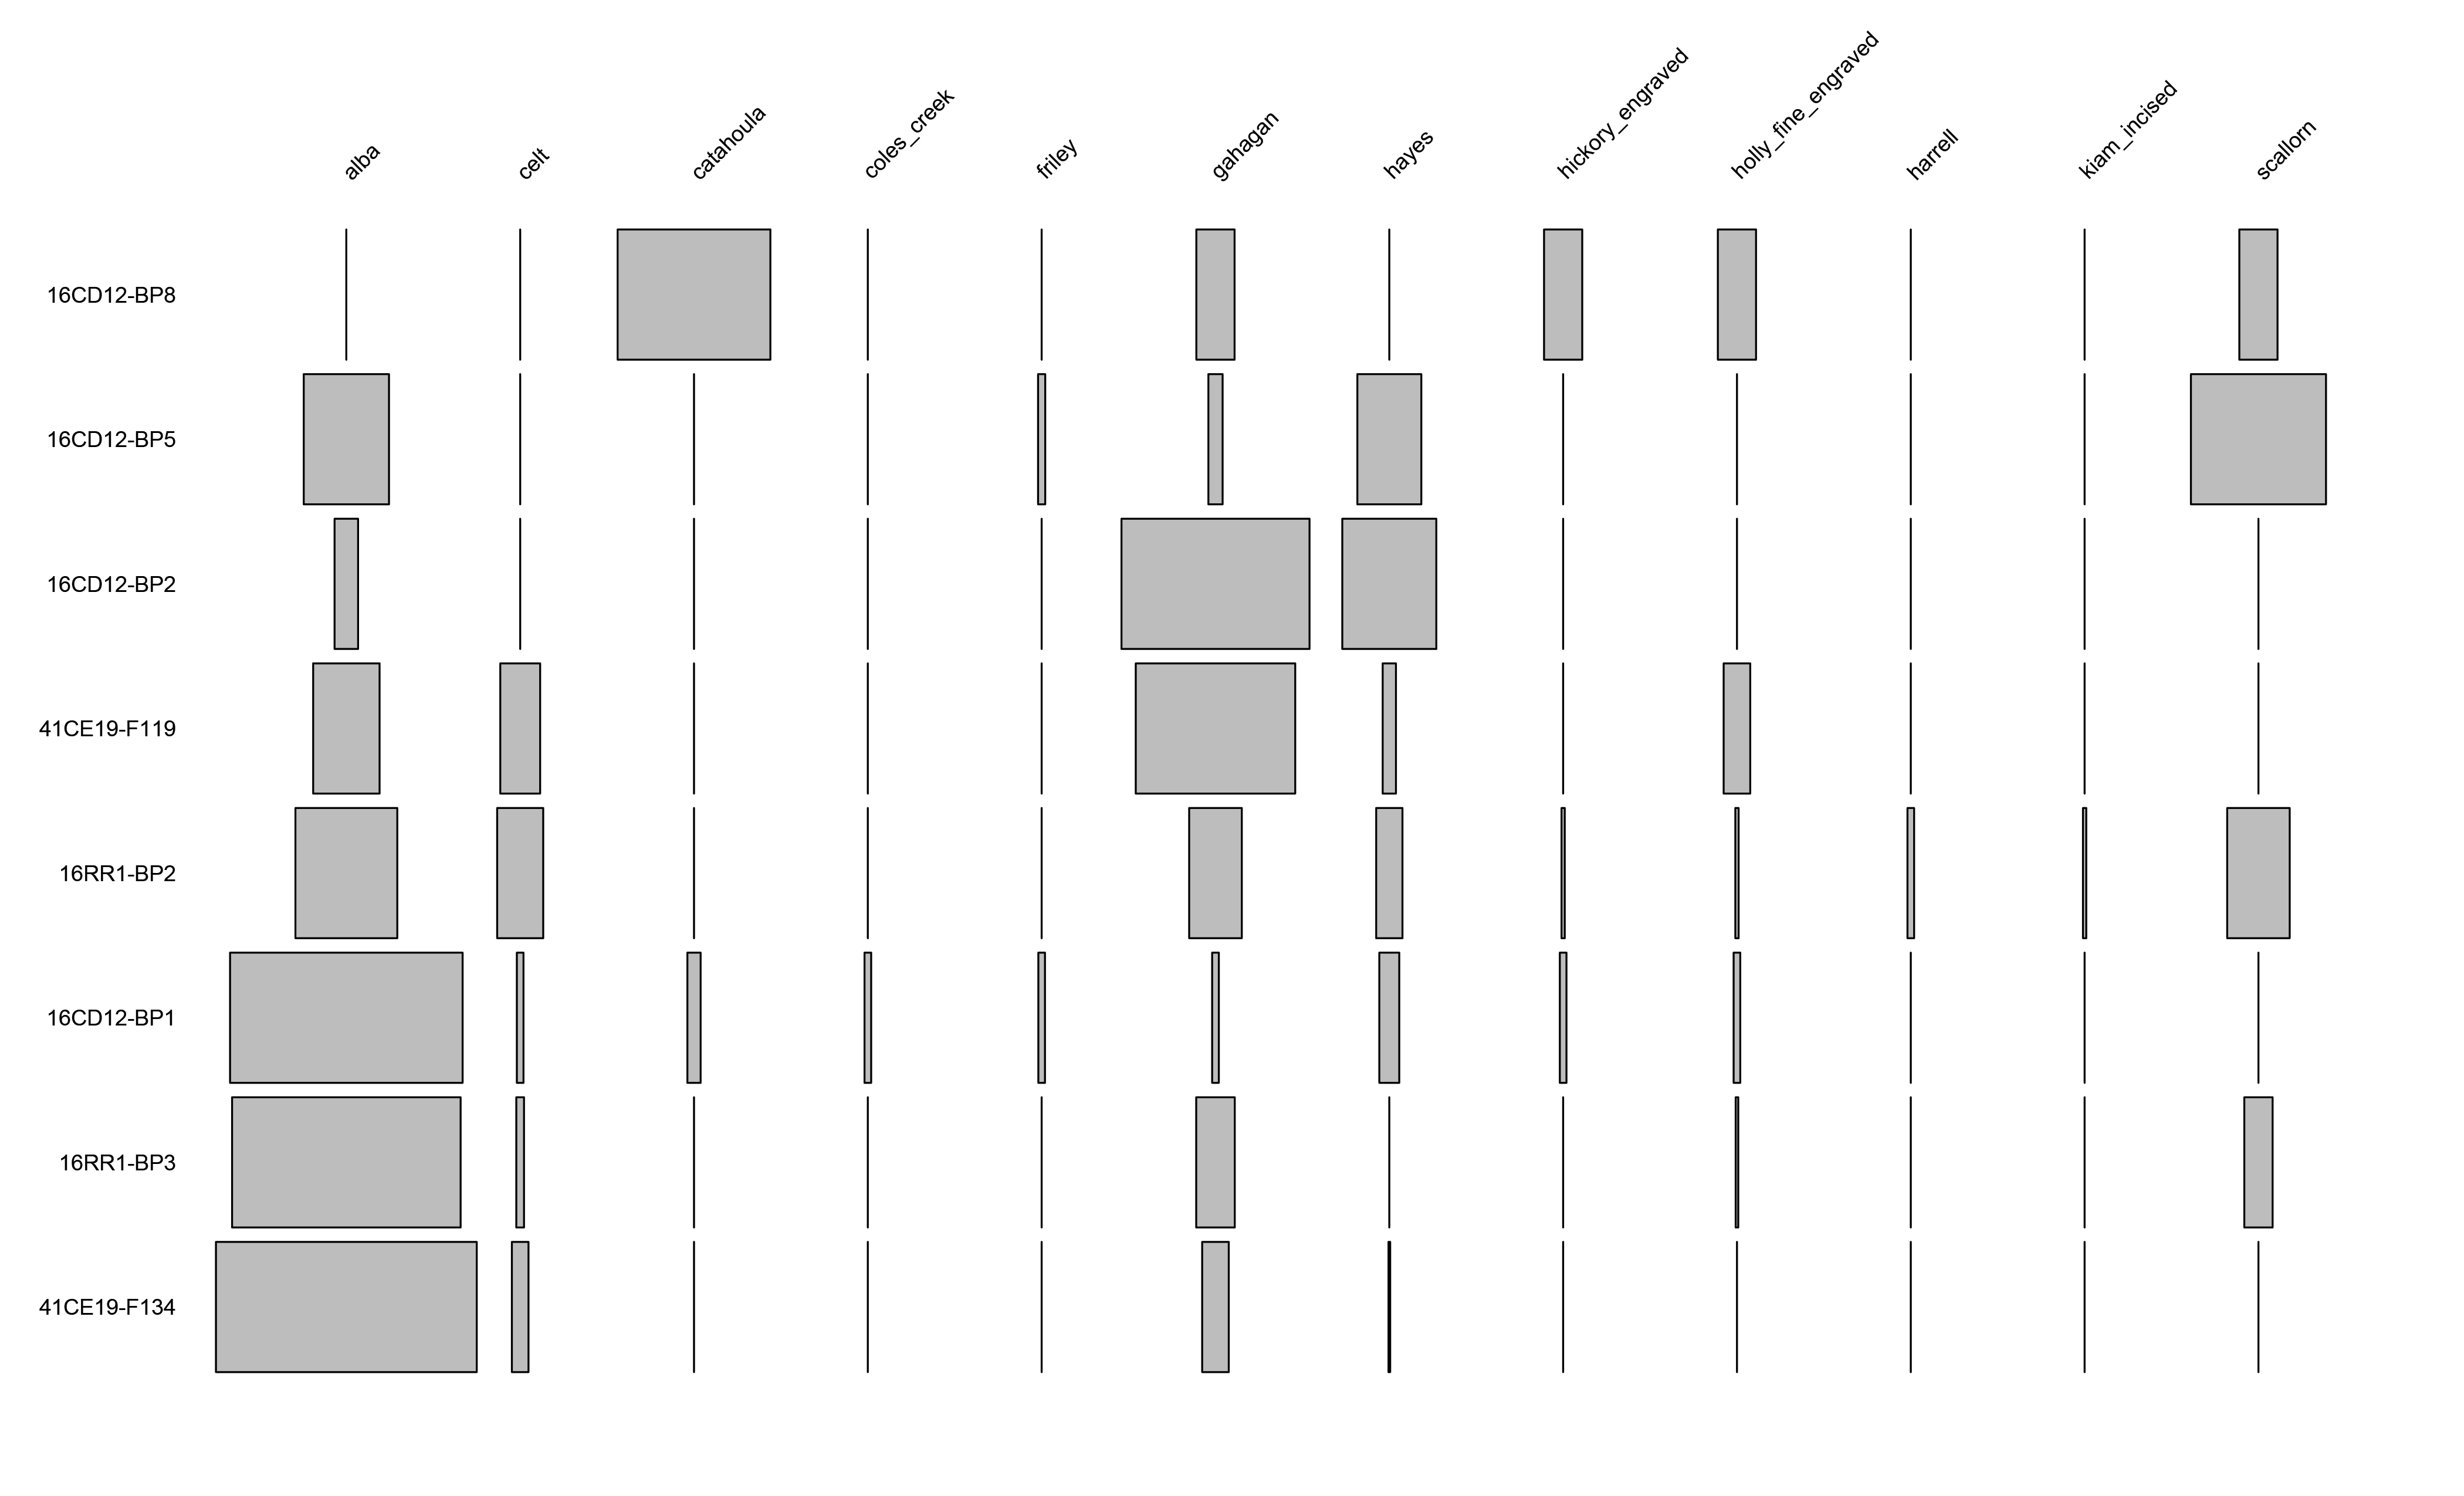 alba
celt
catahoula
coles_creek
friley
gahagan
hayes
hickory_engraved
holly_fine_engraved
harrell
kiam_incised
scallorn
16CD12-BP8
16CD12-BP5
16CD12-BP2
41CE19-F119
16RR1-BP2
16CD12-BP1
16RR1-BP3
41CE19-F134